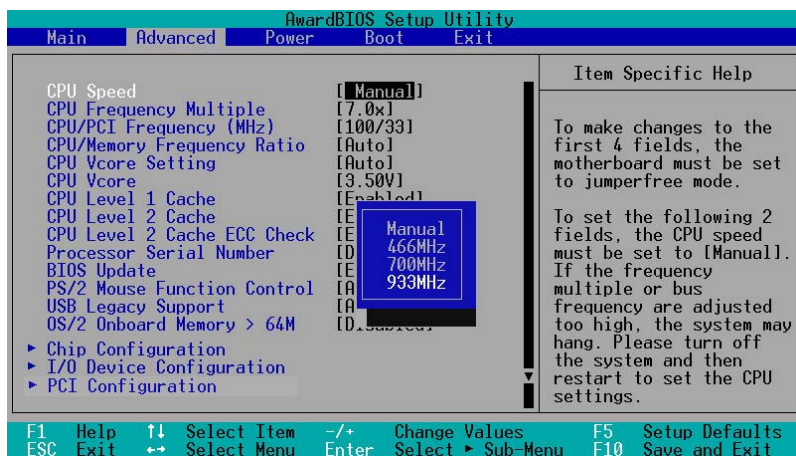 AwardBIOS Setup Utility
Main Advanced Power Boot Exit
Item Specific Help
CPU Speed [ Manual]
CPU Frequency Multiple [7.0x]
CPU/PCI Frequency (MHz) [100/33]
CPU/Memory Frequency Ratio [Auto]
CPU Vcore Setting [Auto]
CPU Vcore [3.50V]
CPU Level 1 Cache [Enabled]
CPU Level 2 Cache [E
CPU Level 2 Cache ECC Check [E
Processor Serial Number [D
BIOS Update [E
PS/2 Mouse Function Control [A
USB Legacy Support [A
OS/2 Onboard Memory > 64M [Disabled]
Manual
466MHz
700MHz
933MHz
► Chip Configuration
► I/O Device Configuration
► PCI Configuration
To make changes to the
first 4 fields, the
motherboard must be set
to jumperfree mode.
To set the following 2
fields, the CPU speed
must be set to [Manual].
If the frequency
multiple or bus
frequency are adjusted
too high, the system may
hang. Please turn off
the system and then
restart to set the CPU
settings.
F1 Help ↑↓ Select Item -/+ Change Values F5 Setup Defaults
ESC Exit ↔ Select Menu Enter Select ► Sub-Menu F10 Save and Exit